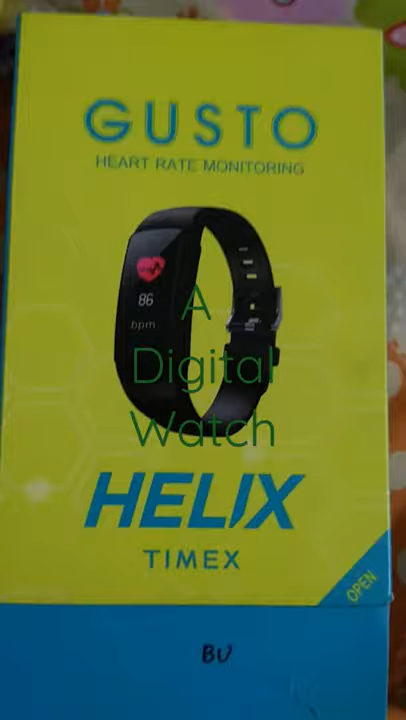 GUSTO
HEART RATE MONITORING
86
bpm
A
Digital
Watch
HELIX
TIMEX
OPEN
BU